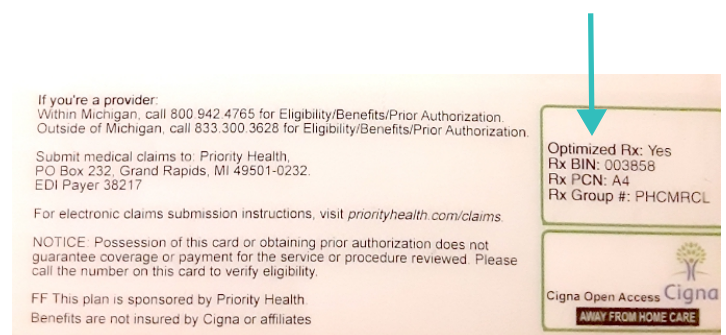 If you're a provider:
Within Michigan, call 800.942.4765 for Eligibility/Benefits/Prior Authorization.
Outside of Michigan, call 833.300.3628 for Eligibility/Benefits/Prior Authorization.
Submit medical claims to: Priority Health,
PO Box 232, Grand Rapids, MI 49501-0232.
EDI Payer 38217
For electronic claims submission instructions, visit priorityhealth.com/claims.
NOTICE: Possession of this card or obtaining prior authorization does not
guarantee coverage or payment for the service or procedure reviewed. Please
call the number on this card to verify eligibility.
FF This plan is sponsored by Priority Health.
Benefits are not insured by Cigna or affiliates
Optimized Rx: Yes
Rx BIN: 003858
Rx PCN: A4
Rx Group #: PHCMRCL
Cigna Open Access Cigna
AWAY FROM HOME CARE